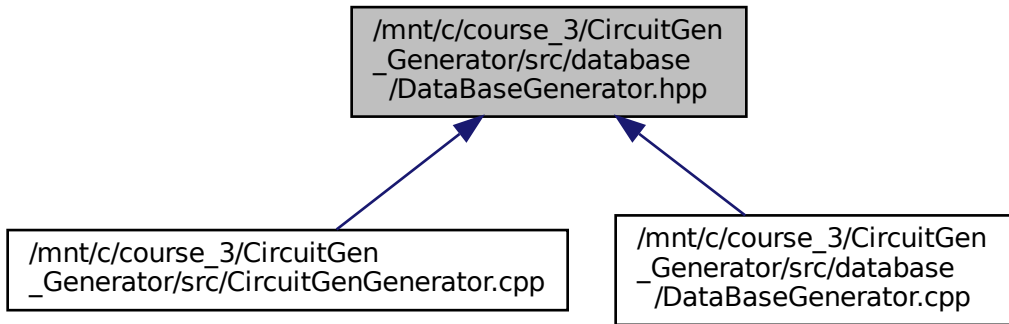 /mnt/c/course_3/CircuitGen
_Generator/src/database
/DataBaseGenerator.hpp
/mnt/c/course_3/CircuitGen
_Generator/src/CircuitGenGenerator.cpp
/mnt/c/course_3/CircuitGen
_Generator/src/database
/DataBaseGenerator.cpp